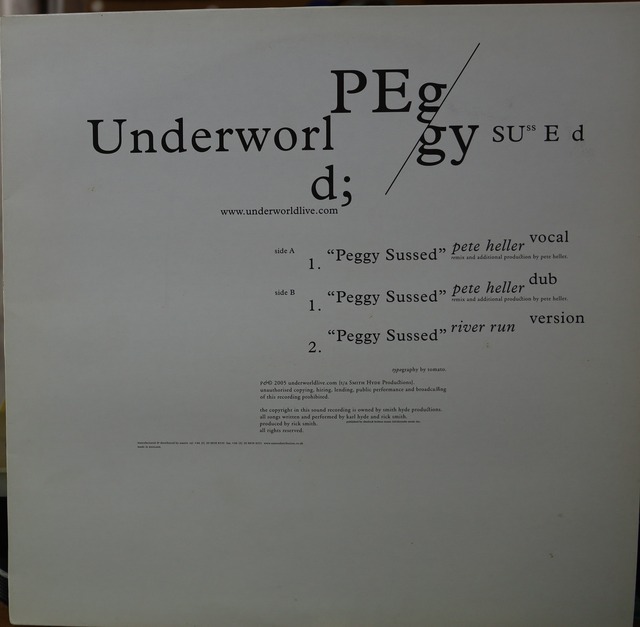 PEg
gy SUss E d
Underworl
d;
www.underworldlive.com
side A
1. “Peggy Sussed” pete heller vocal
remix and additional production by pete heller.
side B
1. “Peggy Sussed” pete heller dub
remix and additional production by pete heller.
2. “Peggy Sussed” river run version
typography by tomato.
℗© 2005 underworldlive.com (t/a Smith Hyde Productions).
unauthorised copying, hiring, lending, public performance and broadcasting
of this recording prohibited.
the copyright in this sound recording is owned by smith hyde productions.
all songs written and performed by karl hyde and rick smith.
produced by rick smith.
all rights reserved.